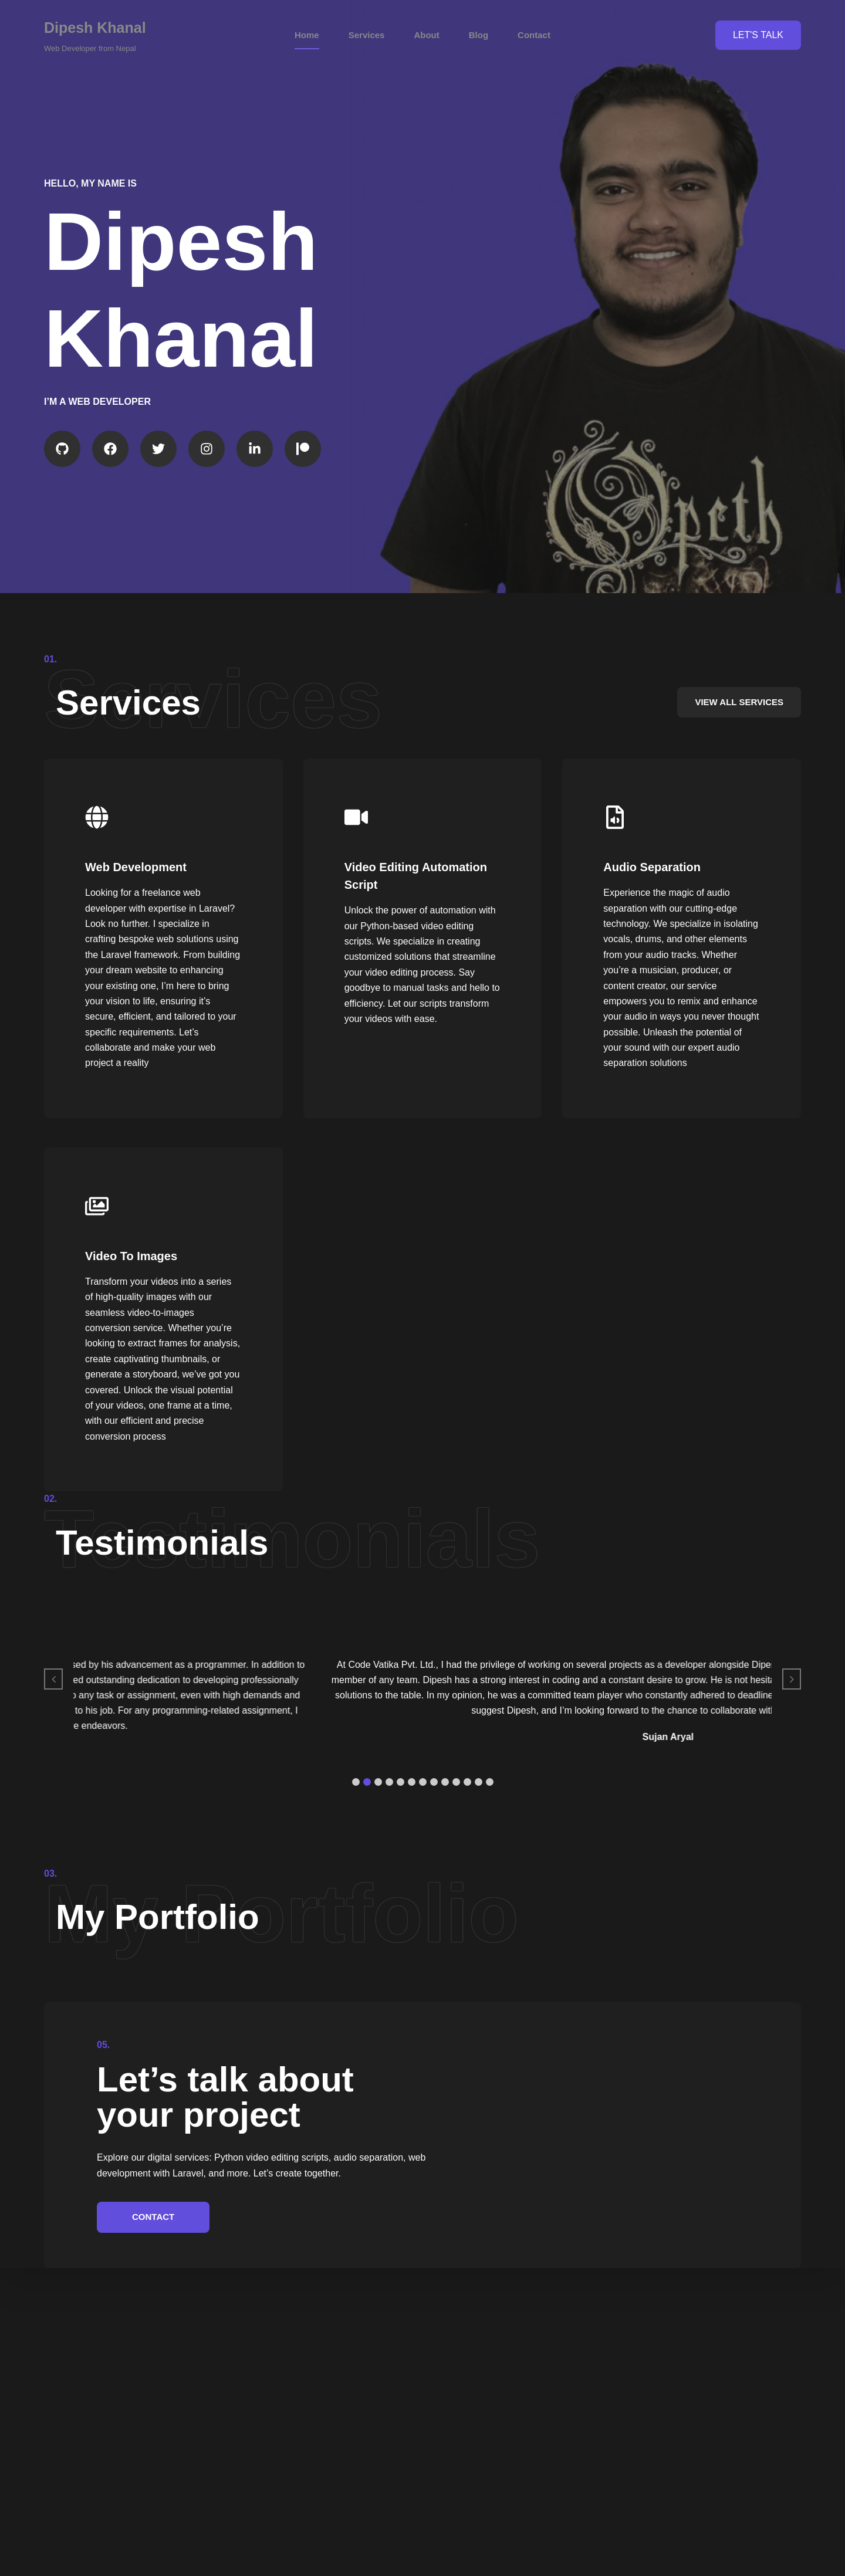 Dipesh Khanal
Web Developer from Nepal
Home Services About Blog Contact
LET'S TALK
HELLO, MY NAME IS
Dipesh
Khanal
I'M A WEB DEVELOPER
Opeth
01.
Services
Services
VIEW ALL SERVICES
Web Development
Looking for a freelance web
developer with expertise in Laravel?
Look no further. I specialize in
crafting bespoke web solutions using
the Laravel framework. From building
your dream website to enhancing
your existing one, I'm here to bring
your vision to life, ensuring it's
secure, efficient, and tailored to your
specific requirements. Let's
collaborate and make your web
project a reality
Video Editing Automation
Script
Unlock the power of automation with
our Python-based video editing
scripts. We specialize in creating
customized solutions that streamline
your video editing process. Say
goodbye to manual tasks and hello to
efficiency. Let our scripts transform
your videos with ease.
Audio Separation
Experience the magic of audio
separation with our cutting-edge
technology. We specialize in isolating
vocals, drums, and other elements
from your audio tracks. Whether
you're a musician, producer, or
content creator, our service
empowers you to remix and enhance
your audio in ways you never thought
possible. Unleash the potential of
your sound with our expert audio
separation solutions
Video To Images
Transform your videos into a series
of high-quality images with our
seamless video-to-images
conversion service. Whether you're
looking to extract frames for analysis,
create captivating thumbnails, or
generate a storyboard, we've got you
covered. Unlock the visual potential
of your videos, one frame at a time,
with our efficient and precise
conversion process
02.
Testimonials
Testimonials
sed by his advancement as a programmer. In addition to
ed outstanding dedication to developing professionally
any task or assignment, even with high demands and
to his job. For any programming-related assignment, I
e endeavors.
At Code Vatika Pvt. Ltd., I had the privilege of working on several projects as a developer alongside Dipe
member of any team. Dipesh has a strong interest in coding and a constant desire to grow. He is not hesita
solutions to the table. In my opinion, he was a committed team player who constantly adhered to deadline
suggest Dipesh, and I'm looking forward to the chance to collaborate wit
Sujan Aryal
03.
My Portfolio
My Portfolio
05.
Let's talk about
your project
Explore our digital services: Python video editing scripts, audio separation, web
development with Laravel, and more. Let's create together.
CONTACT